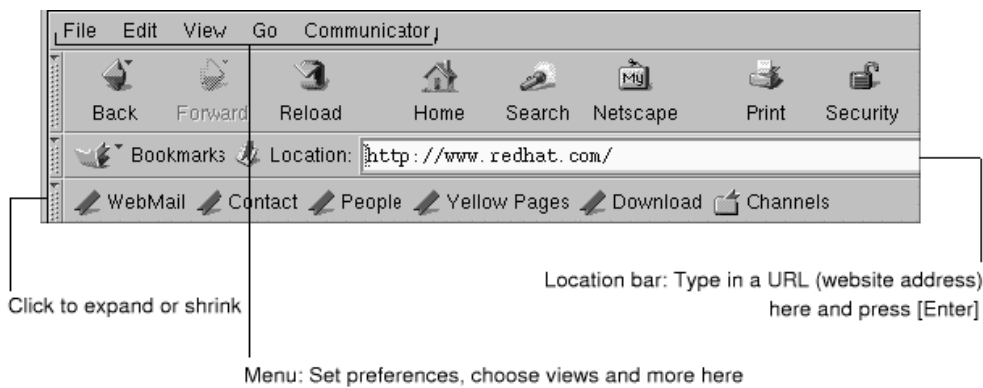 File Edit View Go Communicator
Back Forward Reload Home Search My Netscape Print Security
Bookmarks Location: http://www.redhat.com/
WebMail Contact People Yellow Pages Download Channels
Location bar: Type in a URL (website address)
here and press [Enter]
Click to expand or shrink
Menu: Set preferences, choose views and more here